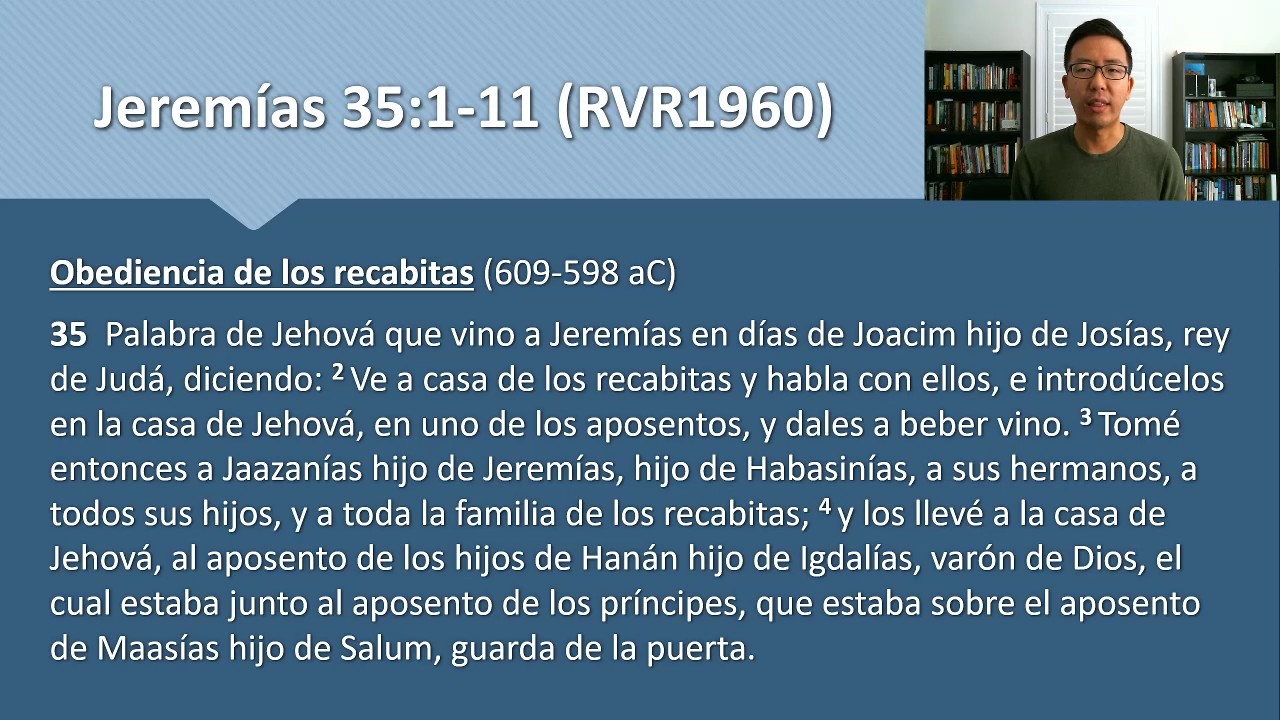 Jeremías 35:1-11 (RVR1960)
Obediencia de los recabitas (609-598 aC)
35 Palabra de Jehová que vino a Jeremías en días de Joacim hijo de Josías, rey
de Judá, diciendo: 2 Ve a casa de los recabitas y habla con ellos, e introdúcelos
en la casa de Jehová, en uno de los aposentos, y dales a beber vino. 3 Tomé
entonces a Jaazanías hijo de Jeremías, hijo de Habasinías, a sus hermanos, a
todos sus hijos, y a toda la familia de los recabitas; 4 y los llevé a la casa de
Jehová, al aposento de los hijos de Hanán hijo de Igdalías, varón de Dios, el
cual estaba junto al aposento de los príncipes, que estaba sobre el aposento
de Maasías hijo de Salum, guarda de la puerta.